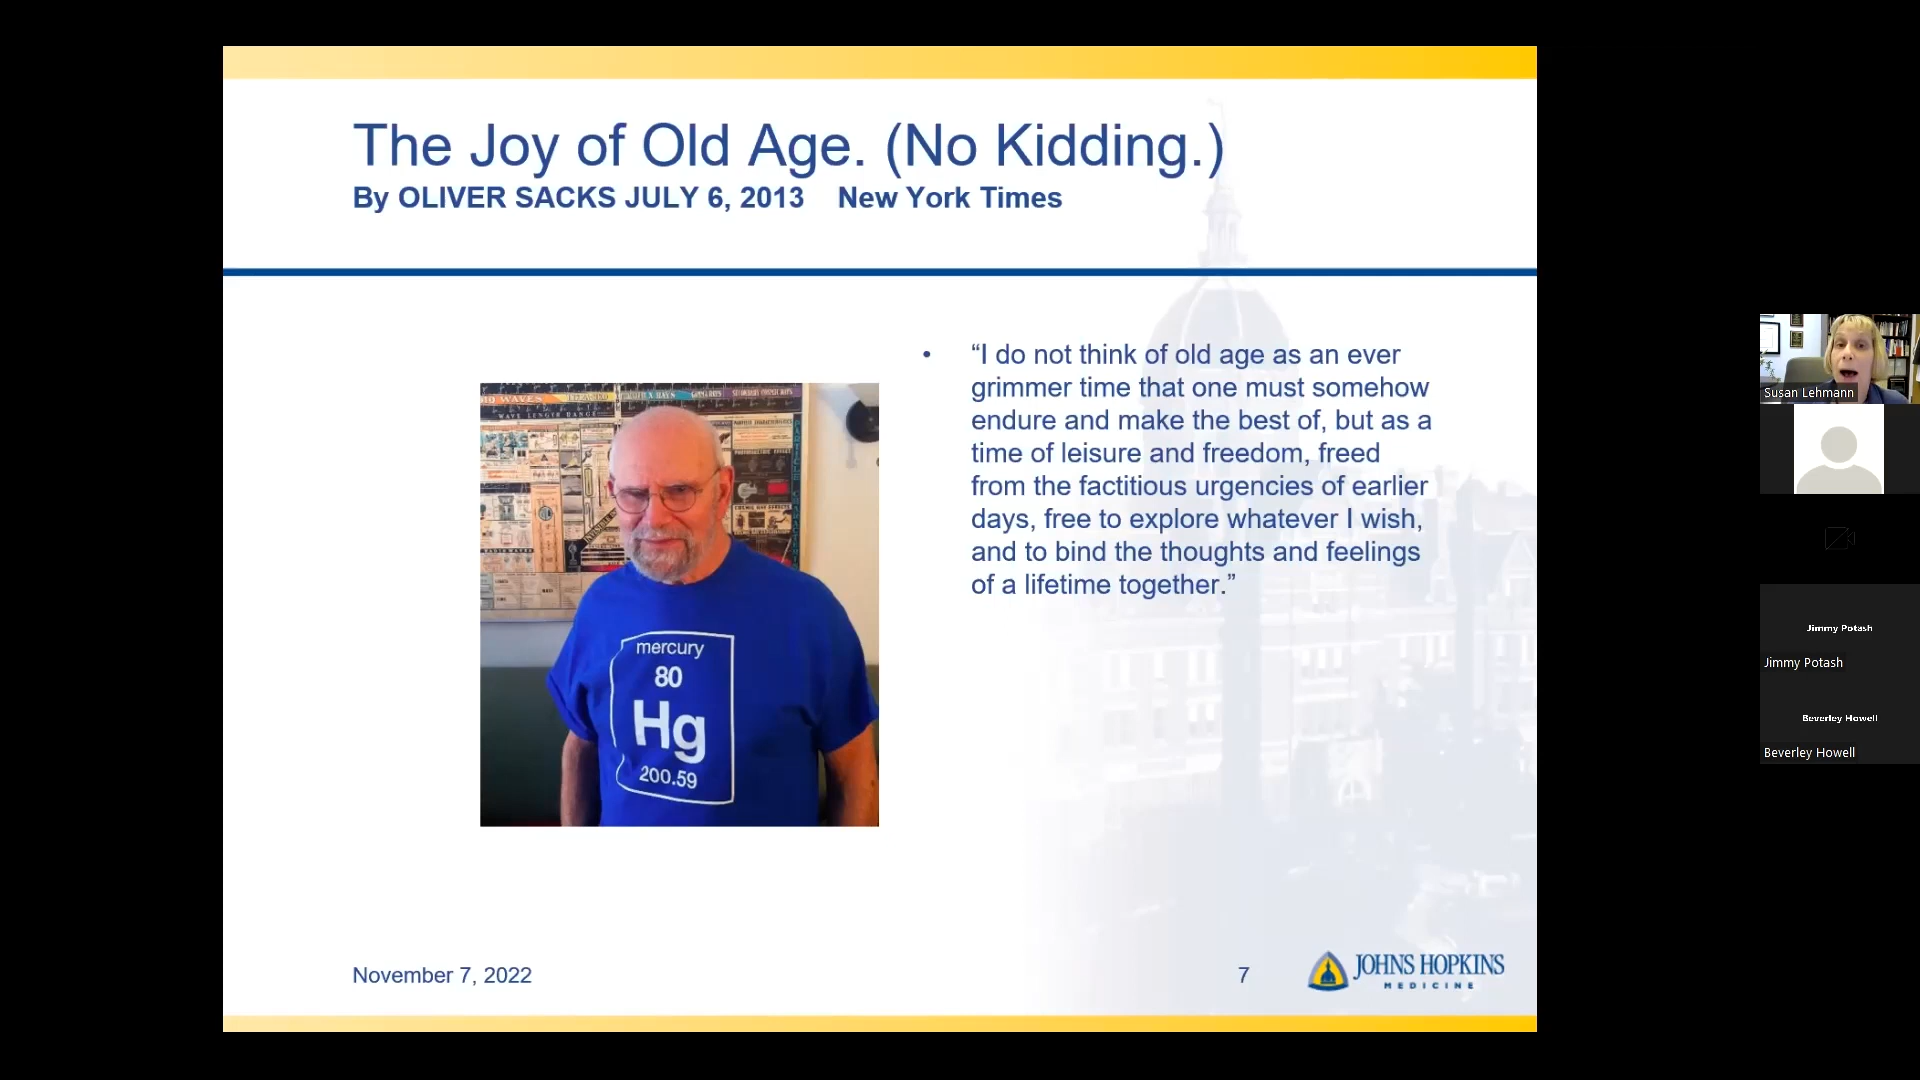 The Joy of Old Age. (No Kidding.)
By OLIVER SACKS JULY 6, 2013 New York Times
• “I do not think of old age as an ever
grimmer time that one must somehow
endure and make the best of, but as a
time of leisure and freedom, freed
from the factitious urgencies of earlier
days, free to explore whatever I wish,
and to bind the thoughts and feelings
of a lifetime together.”
WAVE LENGTH RANGE
mercury
80
Hg
200.59
November 7, 2022
7
JOHNS HOPKINS
MEDICINE
Susan Lehmann
Jimmy Potash
Jimmy Potash
Beverley Howell
Beverley Howell